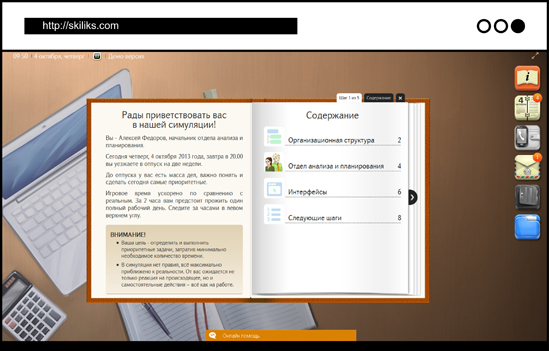 http://skiliks.com
09:50 | 4 октября, четверг
Демо-версия
Шаг 1 из 5
Содержание
Рады приветствовать вас
в нашей симуляции!
Вы - Алексей Федоров, начальник отдела анализа и
планирования.
Сегодня четверг, 4 октября 2013 года, завтра в 20.00
вы уезжаете в отпуск на две недели.
До отпуска у вас есть масса дел, важно понять и
сделать сегодня самые приоритетные.
Игровое время ускорено по сравнению с
реальным. За 2 часа вам предстоит прожить один
полный рабочий день. Следите за часами в левом
верхнем углу.
ВНИМАНИЕ!
Ваша цель - определить и выполнить
приоритетные задачи, затратив минимально
необходимое количество времени.
В симуляции нет правил, всё максимально
приближено к реальности. От вас ожидается не
только реакция на происходящее, но и
самостоятельные действия – всё как на работе.
Содержание
Организационная структура 2
Отдел анализа и планирования 4
Интерфейсы 6
Следующие шаги 8
Онлайн помощь